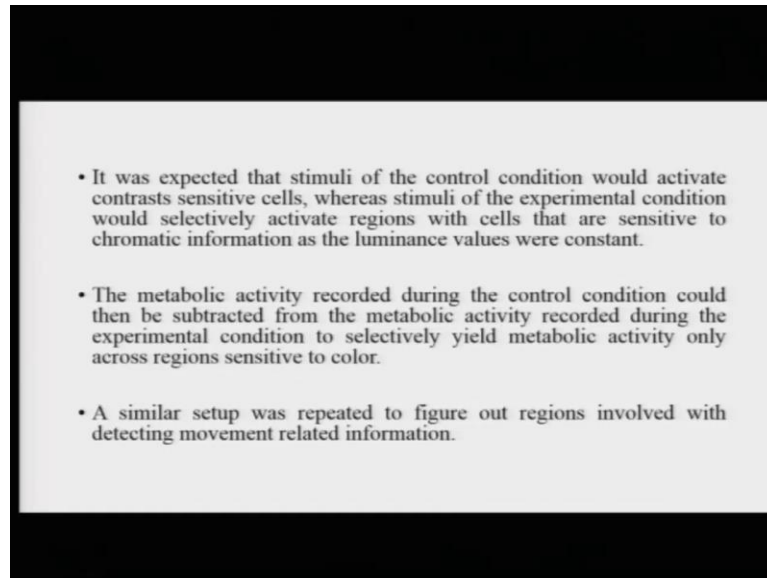 • It was expected that stimuli of the control condition would activate
contrasts sensitive cells, whereas stimuli of the experimental condition
would selectively activate regions with cells that are sensitive to
chromatic information as the luminance values were constant.
• The metabolic activity recorded during the control condition could
then be subtracted from the metabolic activity recorded during the
experimental condition to selectively yield metabolic activity only
across regions sensitive to color.
• A similar setup was repeated to figure out regions involved with
detecting movement related information.